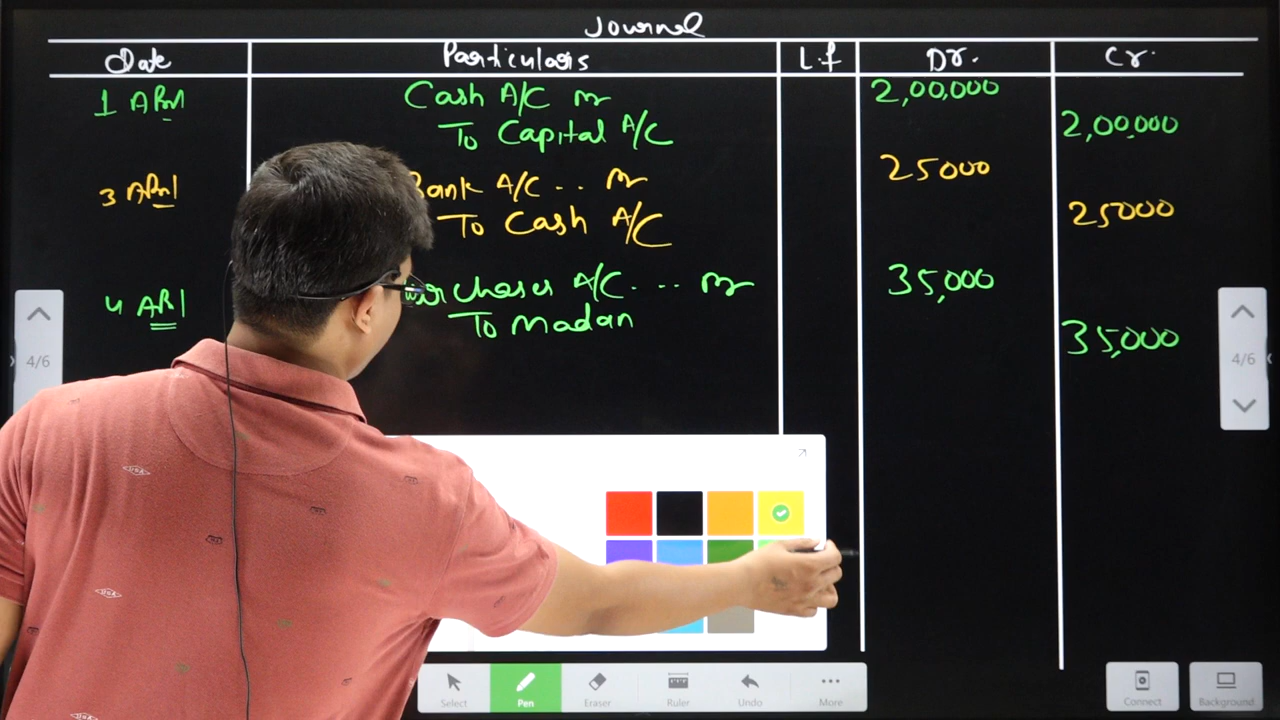 Journal
Date Particulars L.f Dr. Cr.
1 April Cash A/C Dr 2,00,000
To Capital A/C 2,00,000
3 April Bank A/C .. Dr 25000
To Cash A/C 25000
4 April Purchases A/C. ... Dr 35,000
To Madan 35,000
4/6
4/6
Select Pen Eraser Ruler Undo More Connect Background